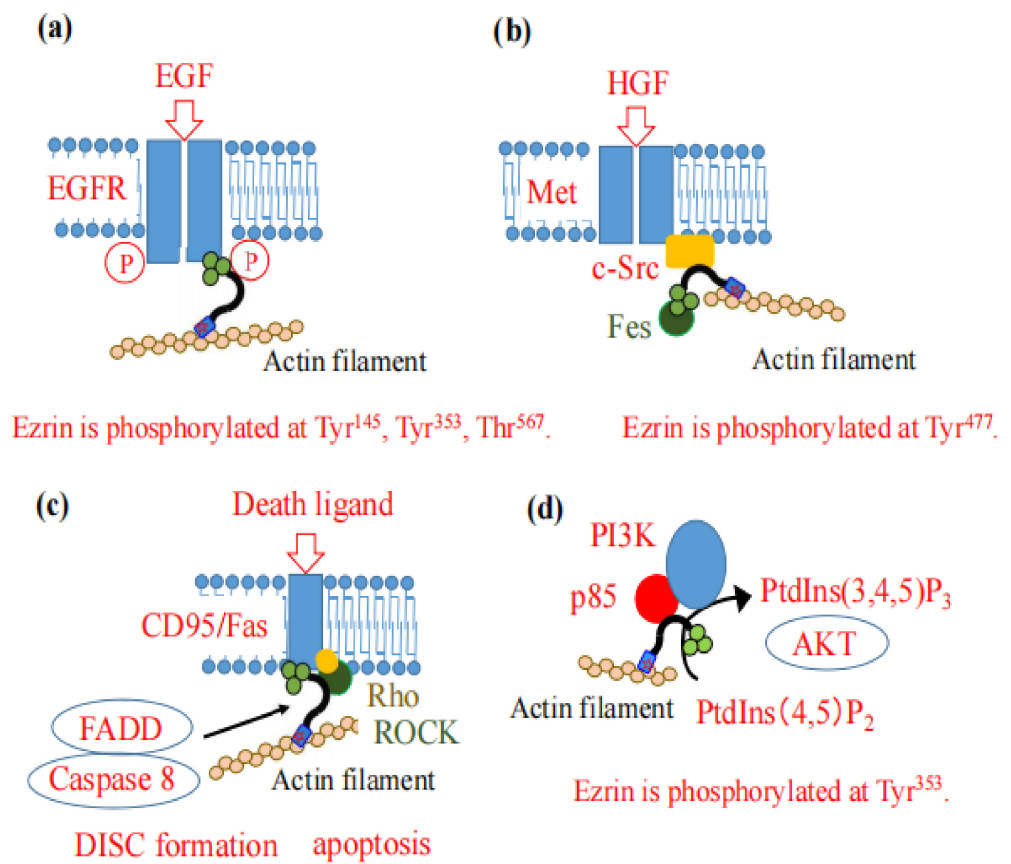 (a)
EGF
EGFR
P
P
Actin filament
Ezrin is phosphorylated at Tyr¹⁴⁵, Tyr³⁵³, Thr⁵⁶⁷.
(b)
HGF
Met
c-Src
Fes
Actin filament
Ezrin is phosphorylated at Tyr⁴⁷⁷.
(c)
Death ligand
CD95/Fas
Rho
ROCK
FADD
Caspase 8
Actin filament
DISC formation apoptosis
(d)
PI3K
p85
PtdIns(3,4,5)P₃
AKT
Actin filament
PtdIns(4,5)P₂
Ezrin is phosphorylated at Tyr³⁵³.